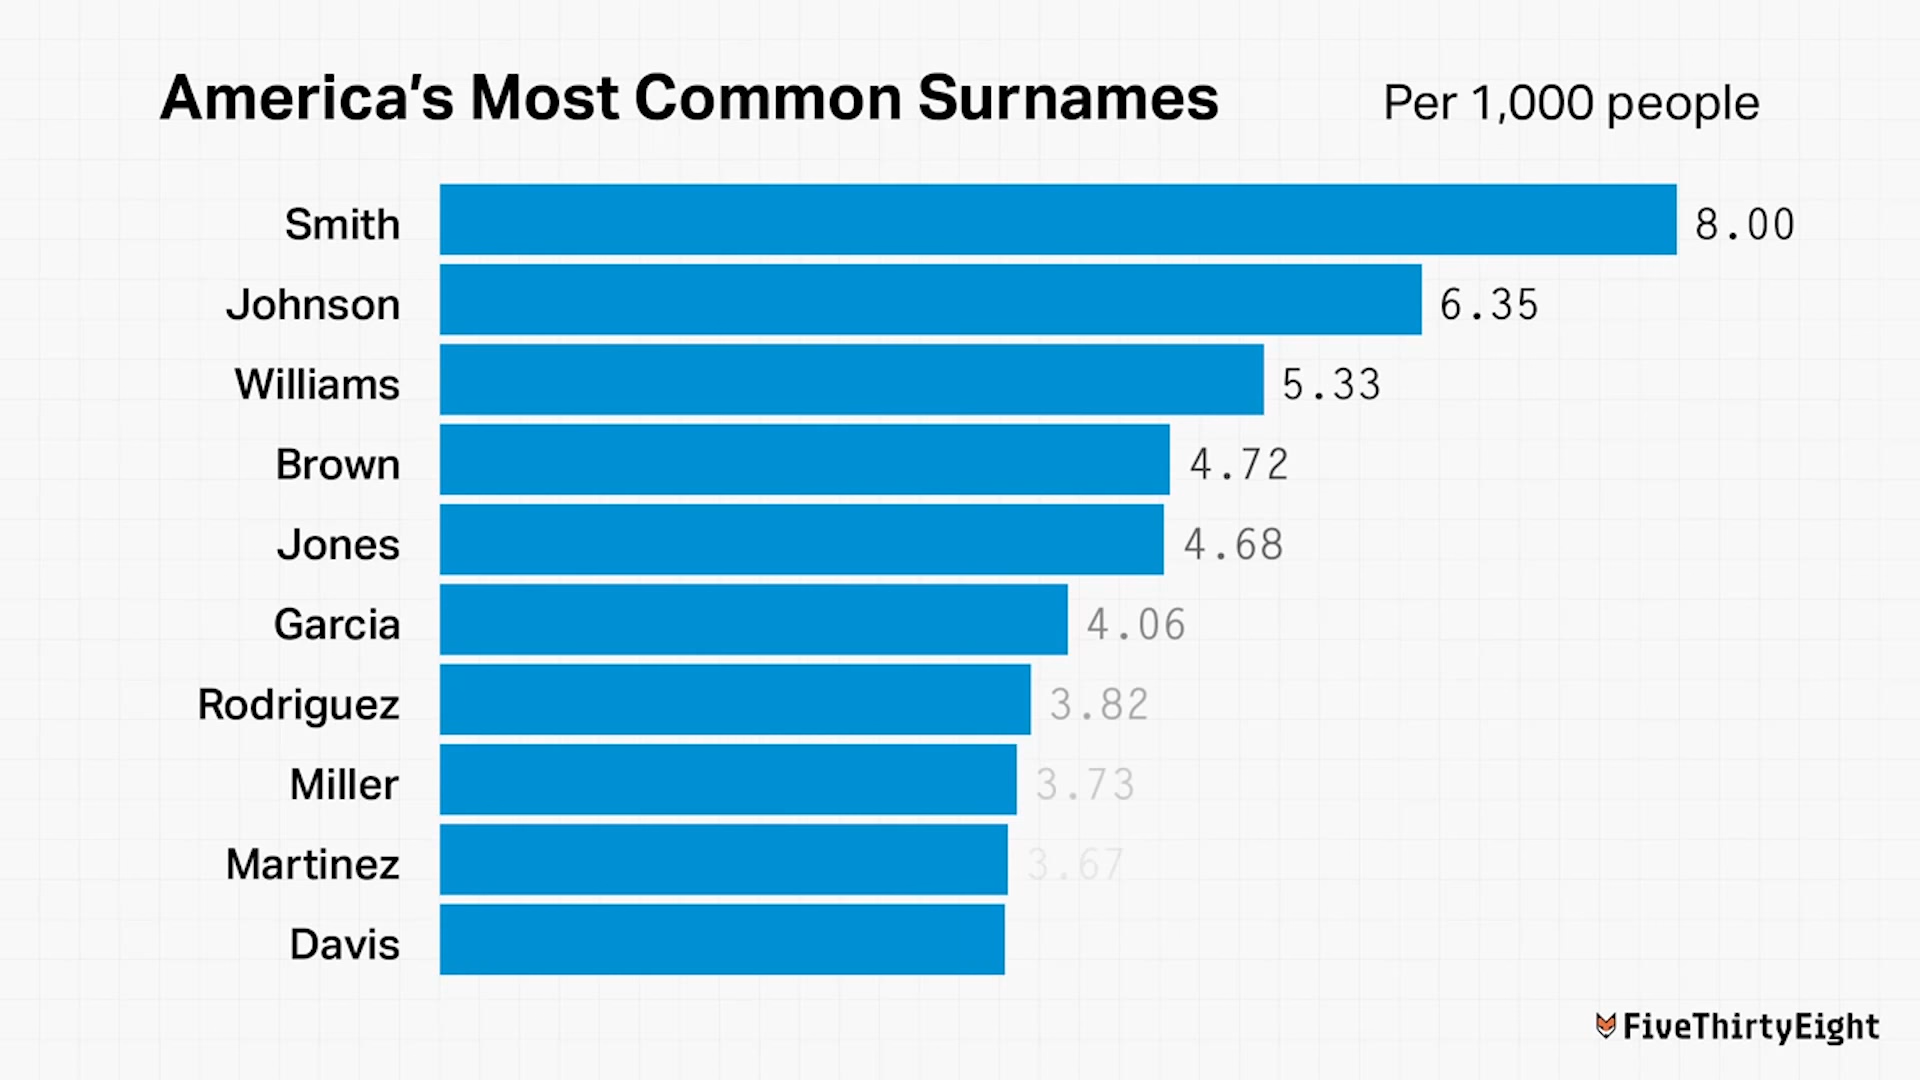 America's Most Common Surnames Per 1,000 people
Smith 8.00
Johnson 6.35
Williams 5.33
Brown 4.72
Jones 4.68
Garcia 4.06
Rodriguez 3.82
Miller 3.73
Martinez 3.67
Davis
FiveThirtyEight